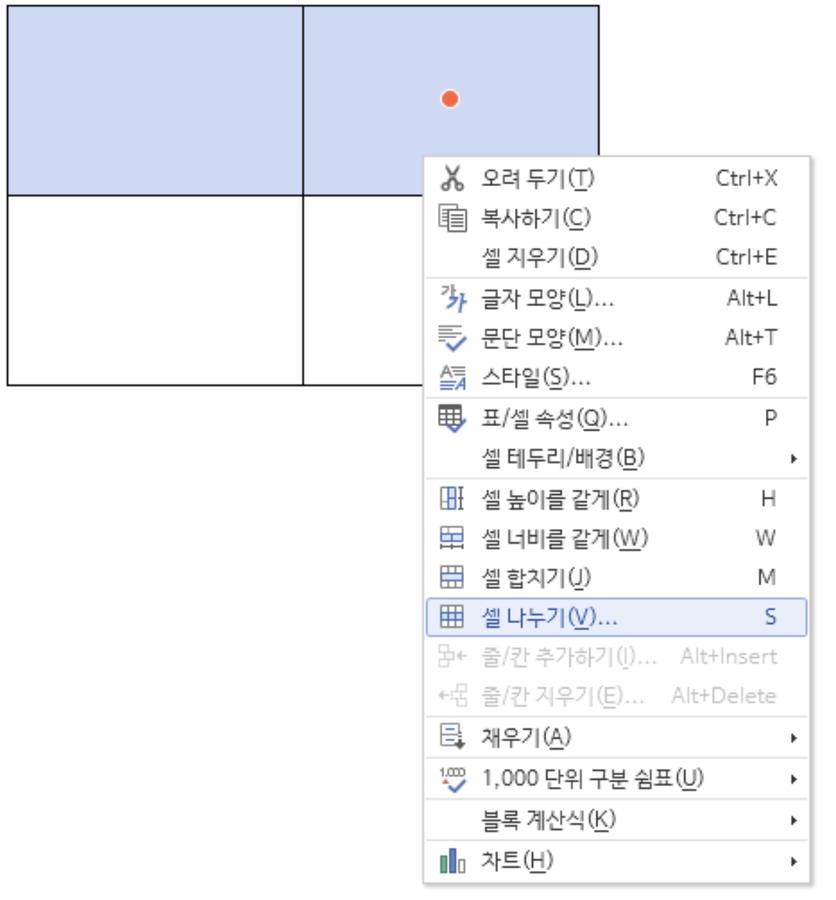 오려 두기(T) Ctrl+X
복사하기(C) Ctrl+C
셀 지우기(D) Ctrl+E
글자 모양(L)... Alt+L
문단 모양(M)... Alt+T
스타일(S)... F6
표/셀 속성(Q)... P
셀 테두리/배경(B)
셀 높이를 같게(R) H
셀 너비를 같게(W) W
셀 합치기(J) M
셀 나누기(V)... S
줄/칸 추가하기(I)... Alt+Insert
줄/칸 지우기(E)... Alt+Delete
채우기(A)
1,000 단위 구분 쉼표(U)
블록 계산식(K)
차트(H)